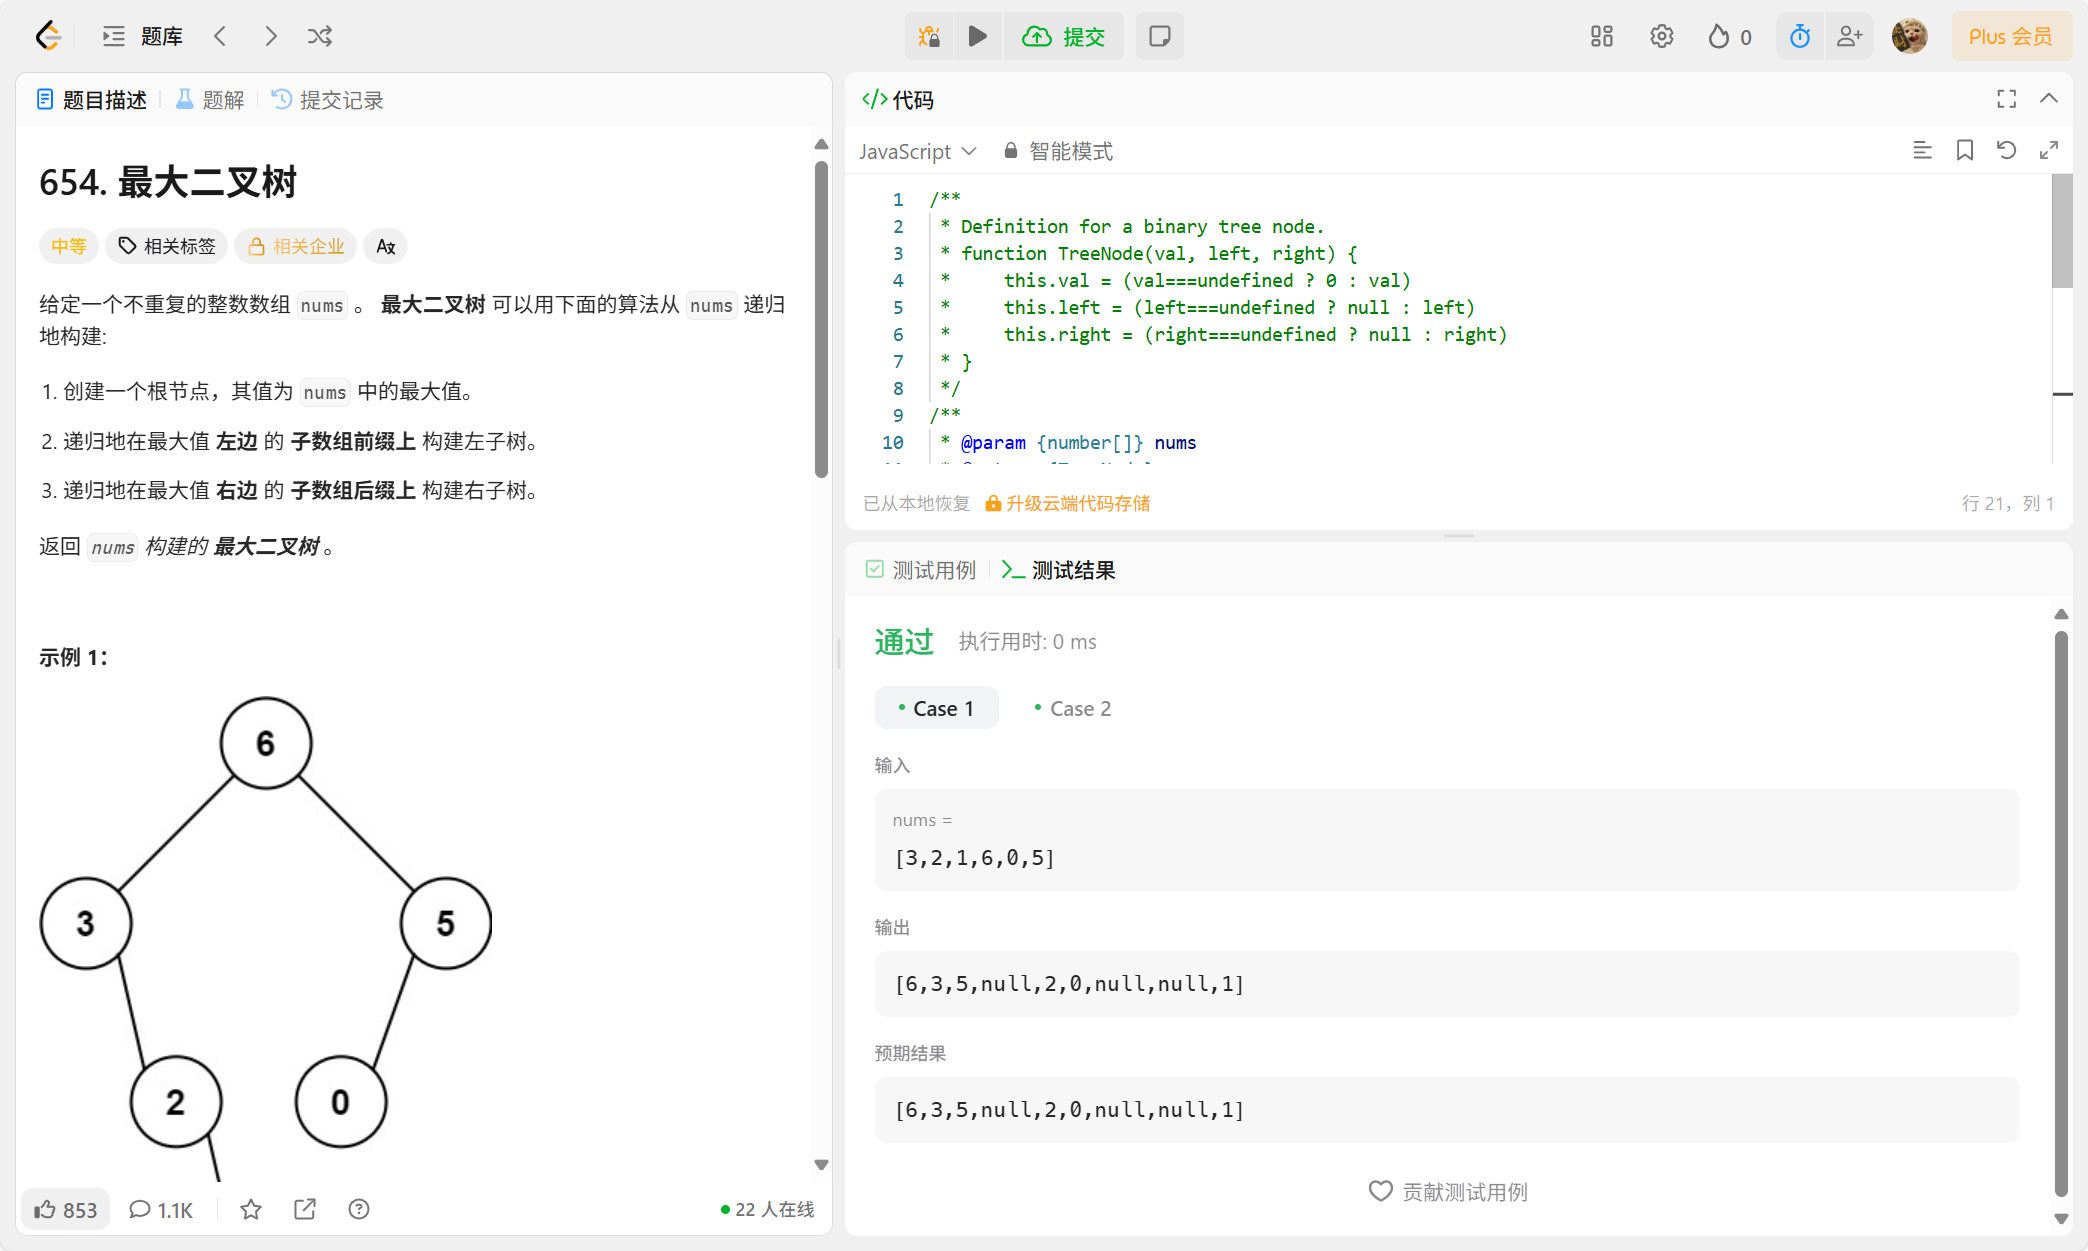 题库
提交
0
Plus 会员
题目描述
题解
提交记录
654. 最大二叉树
中等
相关标签
相关企业
给定一个不重复的整数数组 nums 。 最大二叉树 可以用下面的算法从 nums 递归
地构建:
1. 创建一个根节点，其值为 nums 中的最大值。
2. 递归地在最大值 左边 的 子数组前缀上 构建左子树。
3. 递归地在最大值 右边 的 子数组后缀上 构建右子树。
返回 nums 构建的 最大二叉树 。
示例 1：
6
3
5
2
0
853
1.1K
22 人在线
</> 代码
JavaScript
智能模式
1 /**
2 * Definition for a binary tree node.
3 * function TreeNode(val, left, right) {
4 *     this.val = (val===undefined ? 0 : val)
5 *     this.left = (left===undefined ? null : left)
6 *     this.right = (right===undefined ? null : right)
7 * }
8 */
9 /**
10 * @param {number[]} nums
已从本地恢复
升级云端代码存储
行 21，列 1
测试用例
测试结果
通过
执行用时: 0 ms
Case 1
Case 2
输入
nums =
[3,2,1,6,0,5]
输出
[6,3,5,null,2,0,null,null,1]
预期结果
[6,3,5,null,2,0,null,null,1]
贡献测试用例